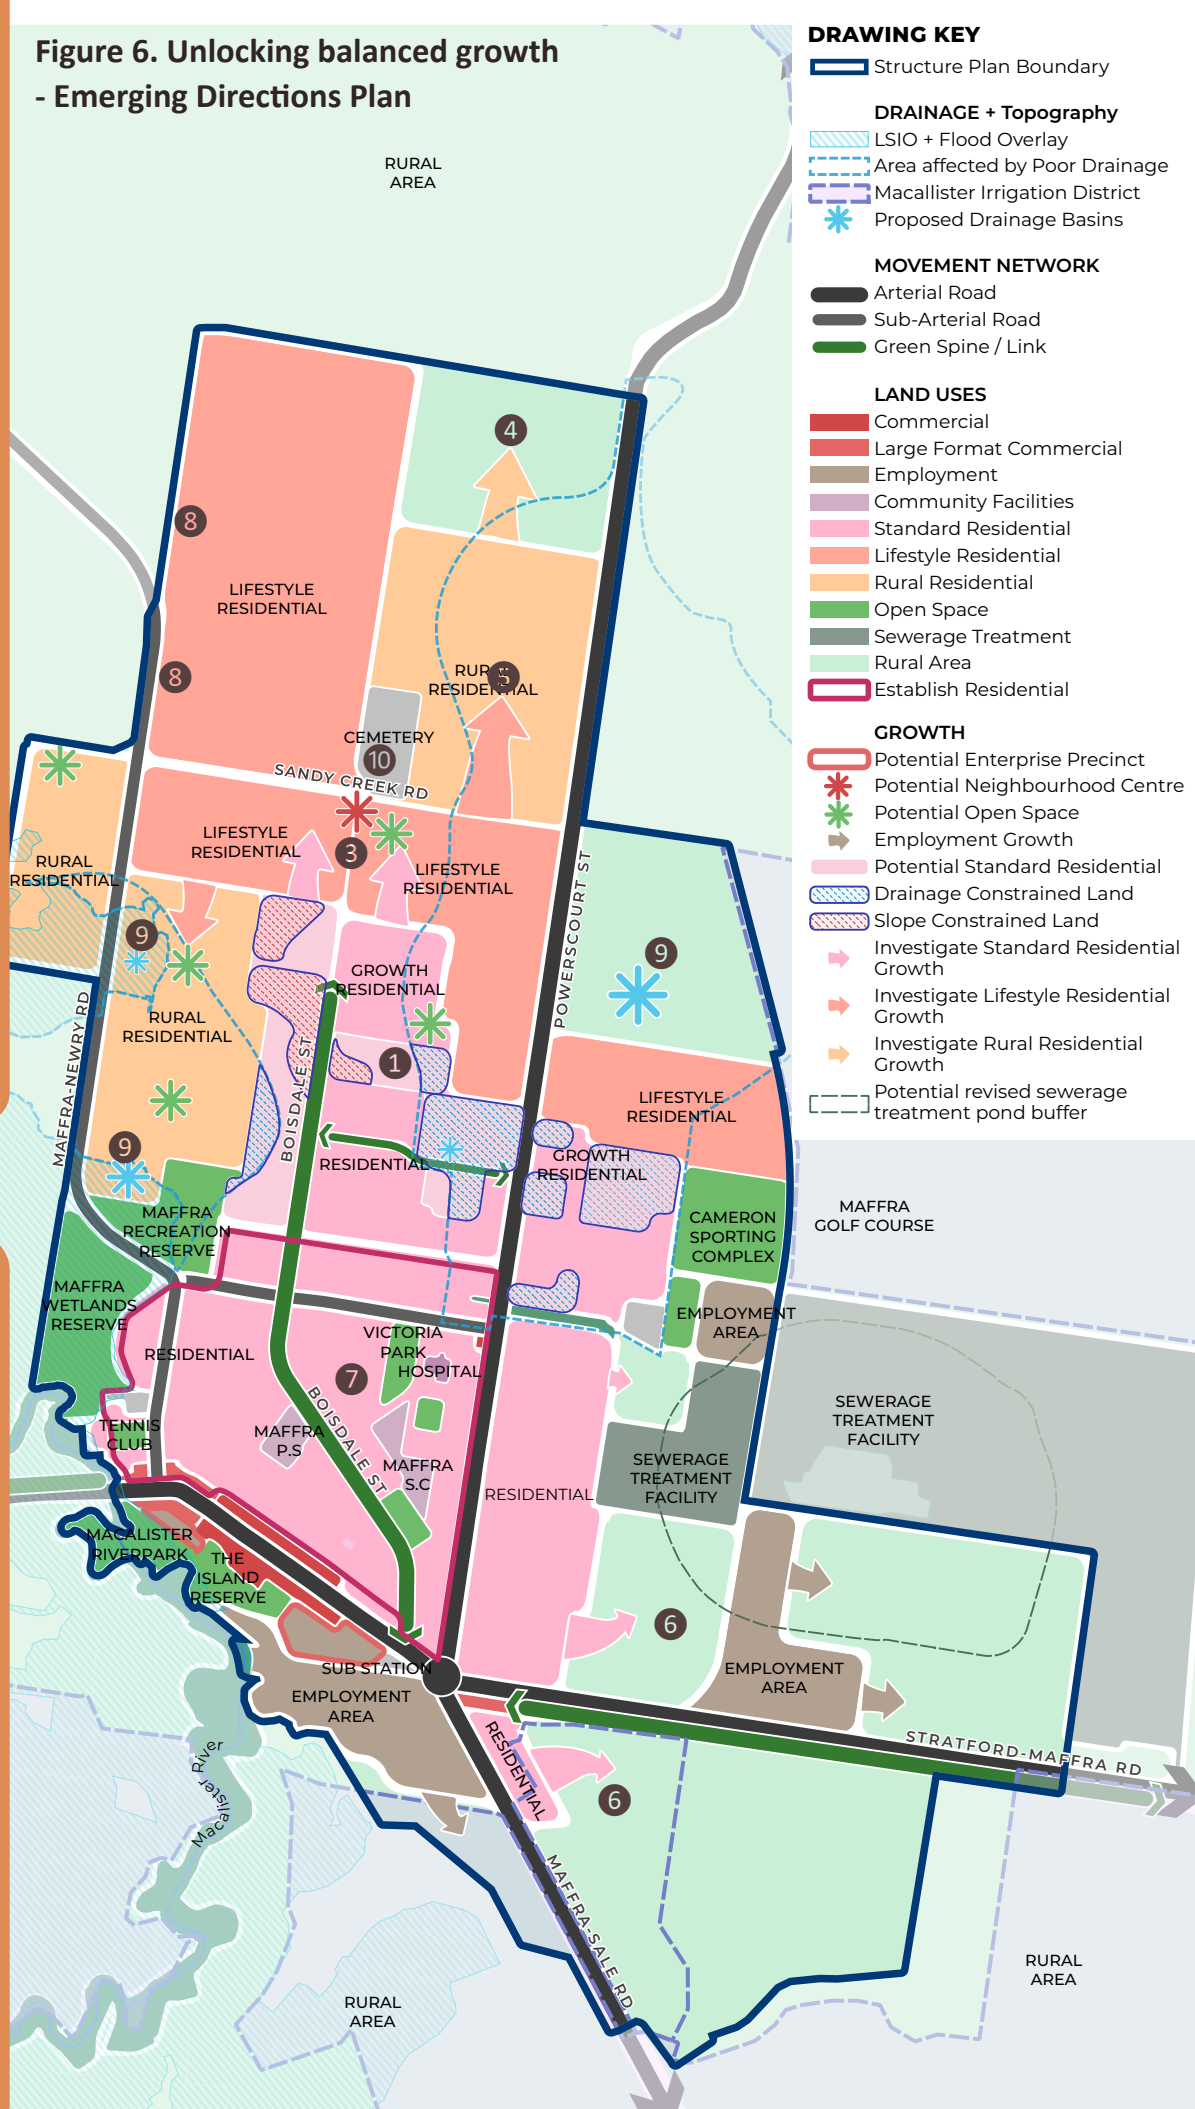 Figure 6. Unlocking balanced growth
- Emerging Directions Plan
DRAWING KEY
Structure Plan Boundary
DRAINAGE + Topography
LSIO + Flood Overlay
Area affected by Poor Drainage
Macallister Irrigation District
Proposed Drainage Basins
MOVEMENT NETWORK
Arterial Road
Sub-Arterial Road
Green Spine / Link
LAND USES
Commercial
Large Format Commercial
Employment
Community Facilities
Standard Residential
Lifestyle Residential
Rural Residential
Open Space
Sewerage Treatment
Rural Area
Establish Residential
GROWTH
Potential Enterprise Precinct
Potential Neighbourhood Centre
Potential Open Space
Employment Growth
Potential Standard Residential
Drainage Constrained Land
Slope Constrained Land
Investigate Standard Residential
Growth
Investigate Lifestyle Residential
Growth
Investigate Rural Residential
Growth
Potential revised sewerage
treatment pond buffer
RURAL
AREA
4
8
LIFESTYLE
RESIDENTIAL
8
RURAL
RESIDENTIAL
5
CEMETERY
10
SANDY CREEK RD
LIFESTYLE
RESIDENTIAL
3
LIFESTYLE
RESIDENTIAL
RURAL
RESIDENTIAL
POWERSCOURT ST
9
9
GROWTH
RESIDENTIAL
RURAL
RESIDENTIAL
MAFFRA-NEWRY RD
BOISDALE ST
1
LIFESTYLE
RESIDENTIAL
9
RESIDENTIAL
GROWTH
RESIDENTIAL
MAFFRA
RECREATION
RESERVE
CAMERON
SPORTING
COMPLEX
MAFFRA
GOLF COURSE
MAFFRA
WETLANDS
RESERVE
EMPLOYMENT
AREA
RESIDENTIAL
VICTORIA
PARK
HOSPITAL
7
BOISDALE ST
MAFFRA
P.S
MAFFRA
S.C
TENNIS
CLUB
SEWERAGE
TREATMENT
FACILITY
SEWERAGE
TREATMENT
FACILITY
RESIDENTIAL
MACALISTER
RIVERPARK
THE
ISLAND
RESERVE
6
SUB STATION
EMPLOYMENT
AREA
EMPLOYMENT
AREA
STRATFORD-MAFFRA RD
RESIDENTIAL
6
Macalister River
MAFFRA-SALE RD
RURAL
AREA
RURAL
AREA